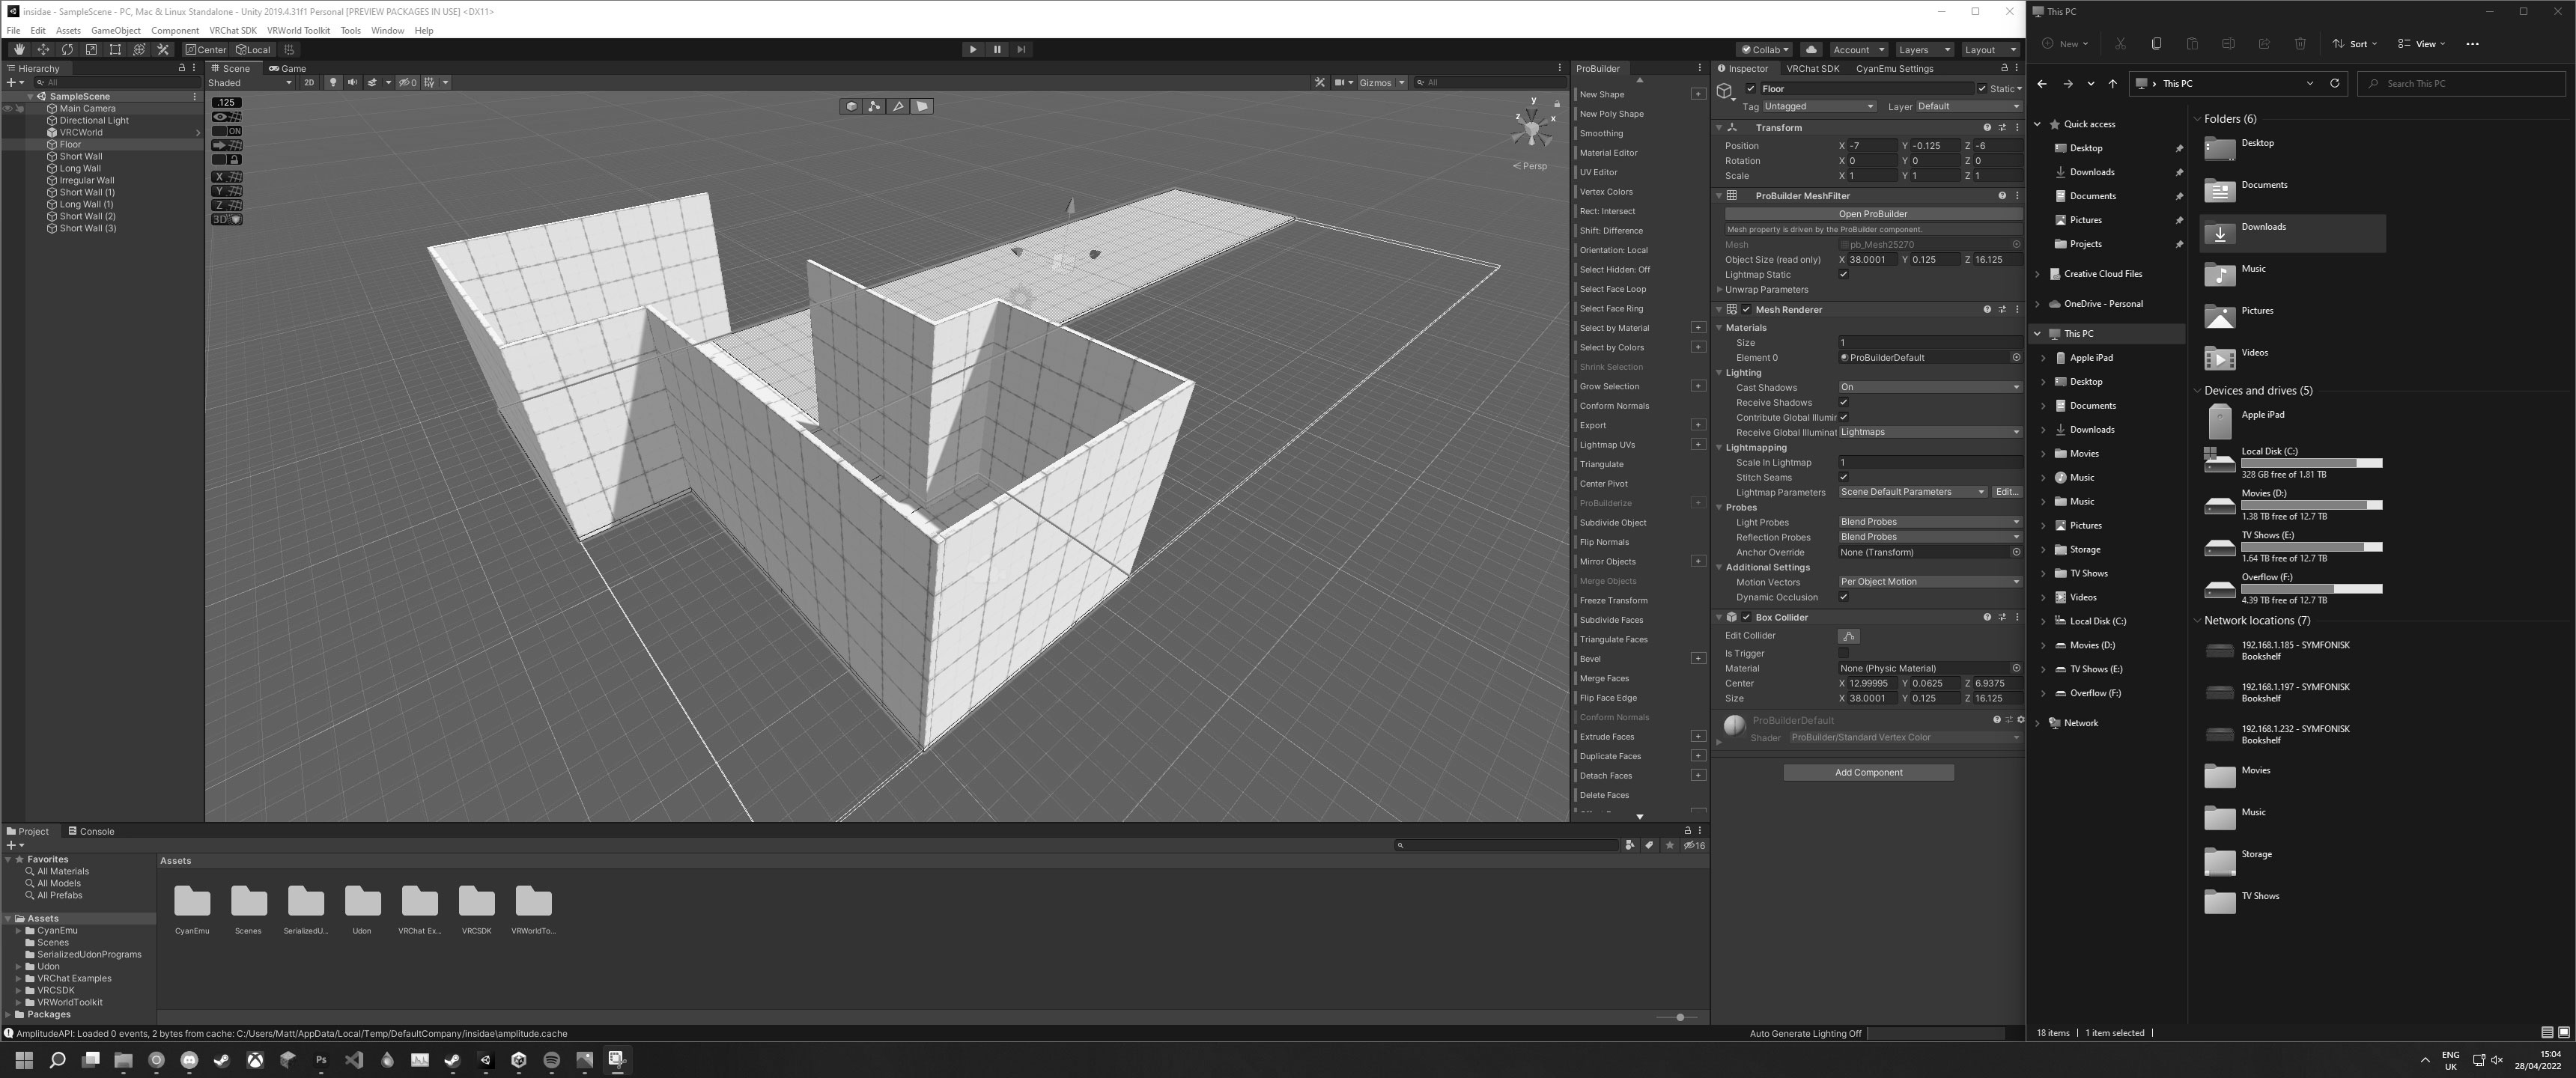 insidae - SampleScene - PC, Mac & Linux Standalone - Unity 2019.4.31f1 Personal [PREVIEW PACKAGES IN USE] <DX11>
File Edit Assets GameObject Component VRChat SDK VRWorld Toolkit Tools Window Help
Center Local
Collab Account Layers Layout
Hierarchy
All
SampleScene
Main Camera
Directional Light
VRCWorld
Floor
Short Wall
Long Wall
Irregular Wall
Short Wall (1)
Long Wall (1)
Short Wall (2)
Short Wall (3)
Scene Game
Shaded 2D 0 Gizmos All
.125
ON
X
Y
Z
3D
y
z x
Persp
ProBuilder
New Shape
New Poly Shape
Smoothing
Material Editor
UV Editor
Vertex Colors
Rect: Intersect
Shift: Difference
Orientation: Local
Select Hidden: Off
Select Face Loop
Select Face Ring
Select by Material
Select by Colors
Shrink Selection
Grow Selection
Conform Normals
Export
Lightmap UVs
Triangulate
Center Pivot
ProBuilderize
Subdivide Object
Flip Normals
Mirror Objects
Merge Objects
Freeze Transform
Subdivide Faces
Triangulate Faces
Bevel
Merge Faces
Flip Face Edge
Conform Normals
Extrude Faces
Duplicate Faces
Detach Faces
Delete Faces
Inspector VRChat SDK CyanEmu Settings
Floor Static
Tag Untagged Layer Default
Transform
Position X -7 Y -0.125 Z -6
Rotation X 0 Y 0 Z 0
Scale X 1 Y 1 Z 1
ProBuilder MeshFilter
Open ProBuilder
Mesh property is driven by the ProBuilder component.
Mesh pb_Mesh25270
Object Size (read only) X 38.0001 Y 0.125 Z 16.125
Lightmap Static
Unwrap Parameters
Mesh Renderer
Materials
Size 1
Element 0 ProBuilderDefault
Lighting
Cast Shadows On
Receive Shadows
Contribute Global Illumir
Receive Global Illuminat Lightmaps
Lightmapping
Scale In Lightmap 1
Stitch Seams
Lightmap Parameters Scene Default Parameters Edit...
Probes
Light Probes Blend Probes
Reflection Probes Blend Probes
Anchor Override None (Transform)
Additional Settings
Motion Vectors Per Object Motion
Dynamic Occlusion
Box Collider
Edit Collider
Is Trigger
Material None (Physic Material)
Center X 12.99995 Y 0.0625 Z 6.9375
Size X 38.0001 Y 0.125 Z 16.125
ProBuilderDefault
Shader ProBuilder/Standard Vertex Color
Add Component
Project Console
16
Favorites
All Materials
All Models
All Prefabs
Assets
CyanEmu
Scenes
SerializedUdonPrograms
Udon
VRChat Examples
VRCSDK
VRWorldToolkit
Packages
Assets
CyanEmu Scenes SerializedU... Udon VRChat Ex... VRCSDK VRWorldTo...
AmplitudeAPI: Loaded 0 events, 2 bytes from cache: C:/Users/Matt/AppData/Local/Temp/DefaultCompany/insidae\amplitude.cache
Auto Generate Lighting Off
This PC
New Sort View
This PC
Search This PC
Quick access
Desktop
Downloads
Documents
Pictures
Projects
Creative Cloud Files
OneDrive - Personal
This PC
Apple iPad
Desktop
Documents
Downloads
Movies
Music
Music
Pictures
Storage
TV Shows
Videos
Local Disk (C:)
Movies (D:)
TV Shows (E:)
Overflow (F:)
Network
Folders (6)
Desktop
Documents
Downloads
Music
Pictures
Videos
Devices and drives (5)
Apple iPad
Local Disk (C:)
328 GB free of 1.81 TB
Movies (D:)
1.38 TB free of 12.7 TB
TV Shows (E:)
1.64 TB free of 12.7 TB
Overflow (F:)
4.39 TB free of 12.7 TB
Network locations (7)
192.168.1.185 - SYMFONISK
Bookshelf
192.168.1.197 - SYMFONISK
Bookshelf
192.168.1.232 - SYMFONISK
Bookshelf
Movies
Music
Storage
TV Shows
18 items 1 item selected
Ps
ENG
UK
15:04
28/04/2022